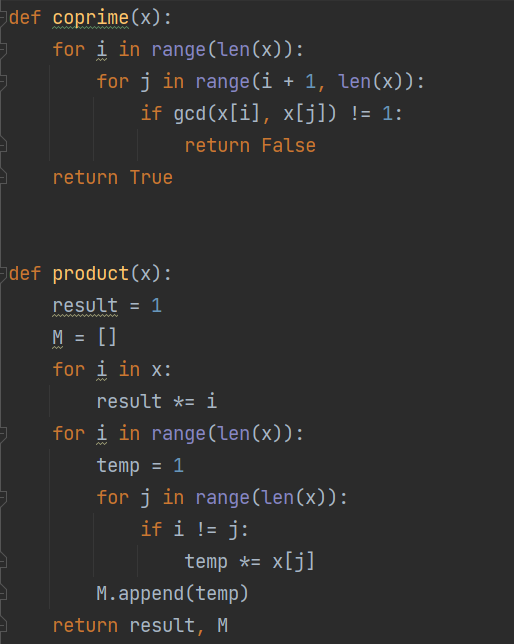 def coprime(x):
    for i in range(len(x)):
        for j in range(i + 1, len(x)):
            if gcd(x[i], x[j]) != 1:
                return False
    return True
def product(x):
    result = 1
    M = []
    for i in x:
        result *= i
    for i in range(len(x)):
        temp = 1
        for j in range(len(x)):
            if i != j:
                temp *= x[j]
        M.append(temp)
    return result, M